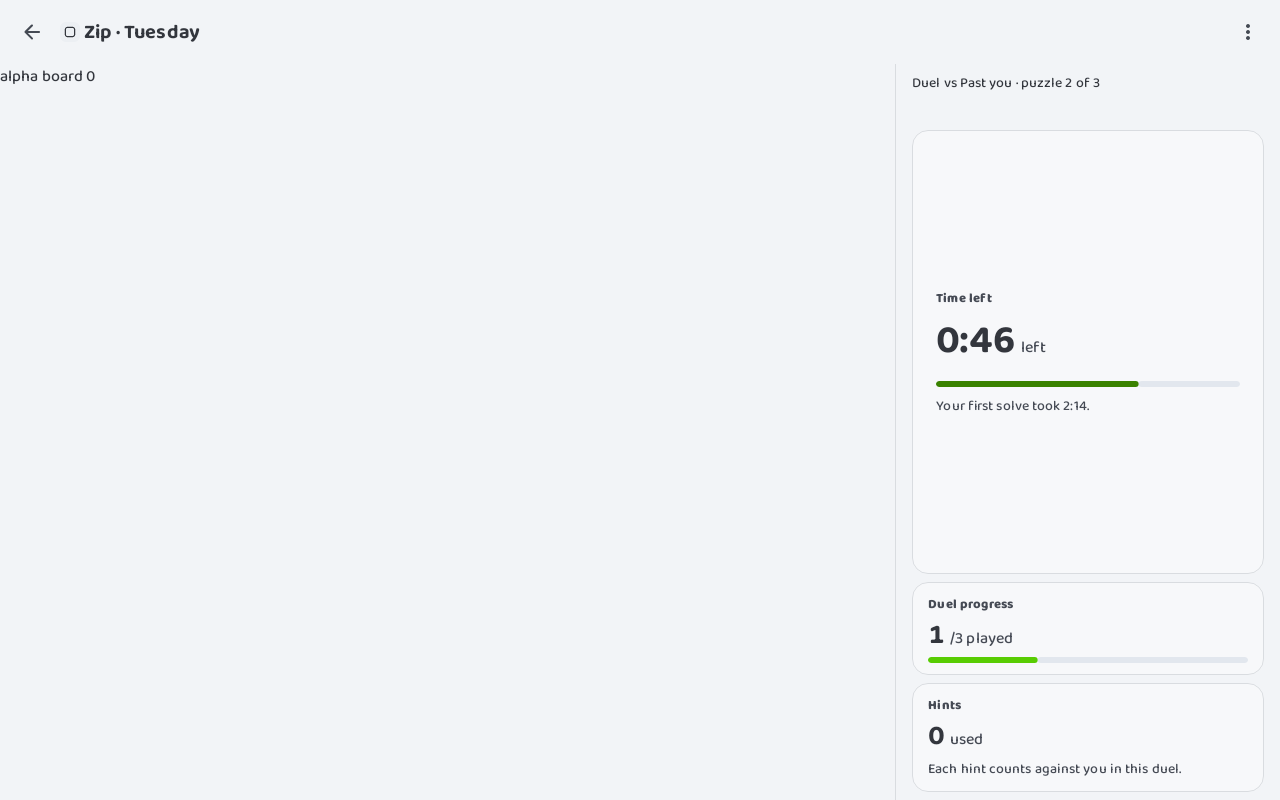 Zip · Tuesday
alpha board 0
Duel vs Past you · puzzle 2 of 3
Time left
0:46 left
Your first solve took 2:14.
Duel progress
1 /3 played
Hints
0 used
Each hint counts against you in this duel.